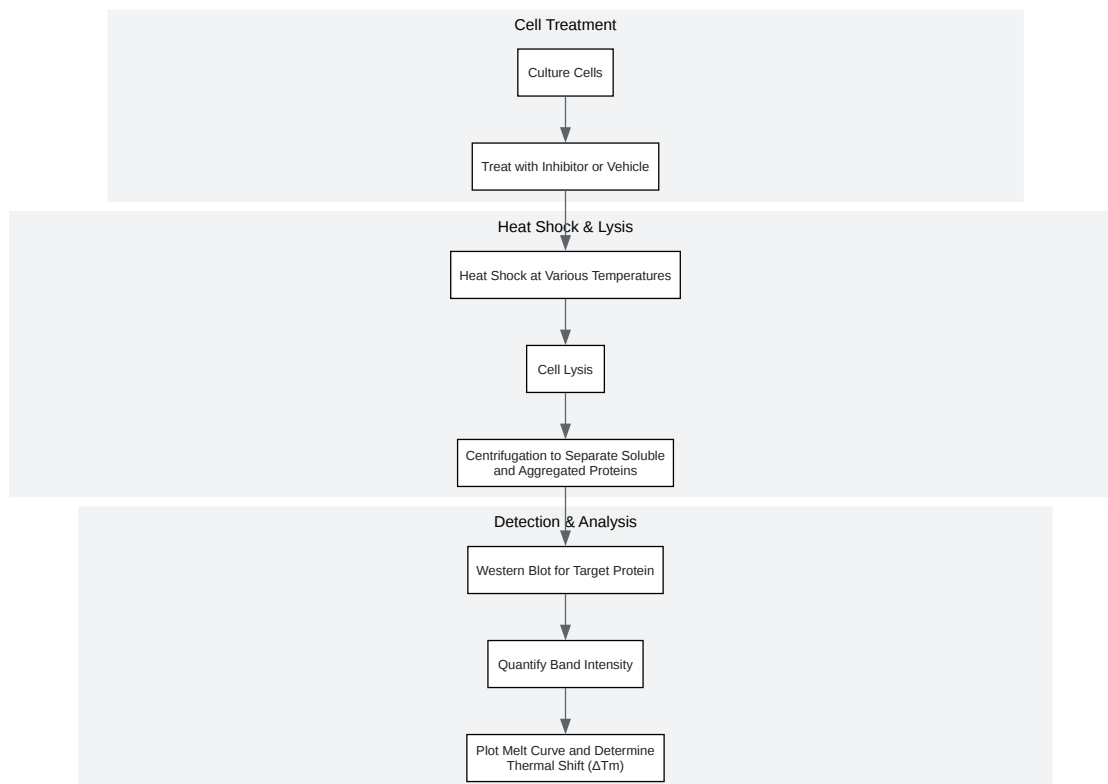 Cell Treatment
Culture Cells
Treat with Inhibitor or Vehicle
Heat Shock & Lysis
Heat Shock at Various Temperatures
Cell Lysis
Centrifugation to Separate Soluble
and Aggregated Proteins
Detection & Analysis
Western Blot for Target Protein
Quantify Band Intensity
Plot Melt Curve and Determine
Thermal Shift (ΔTm)